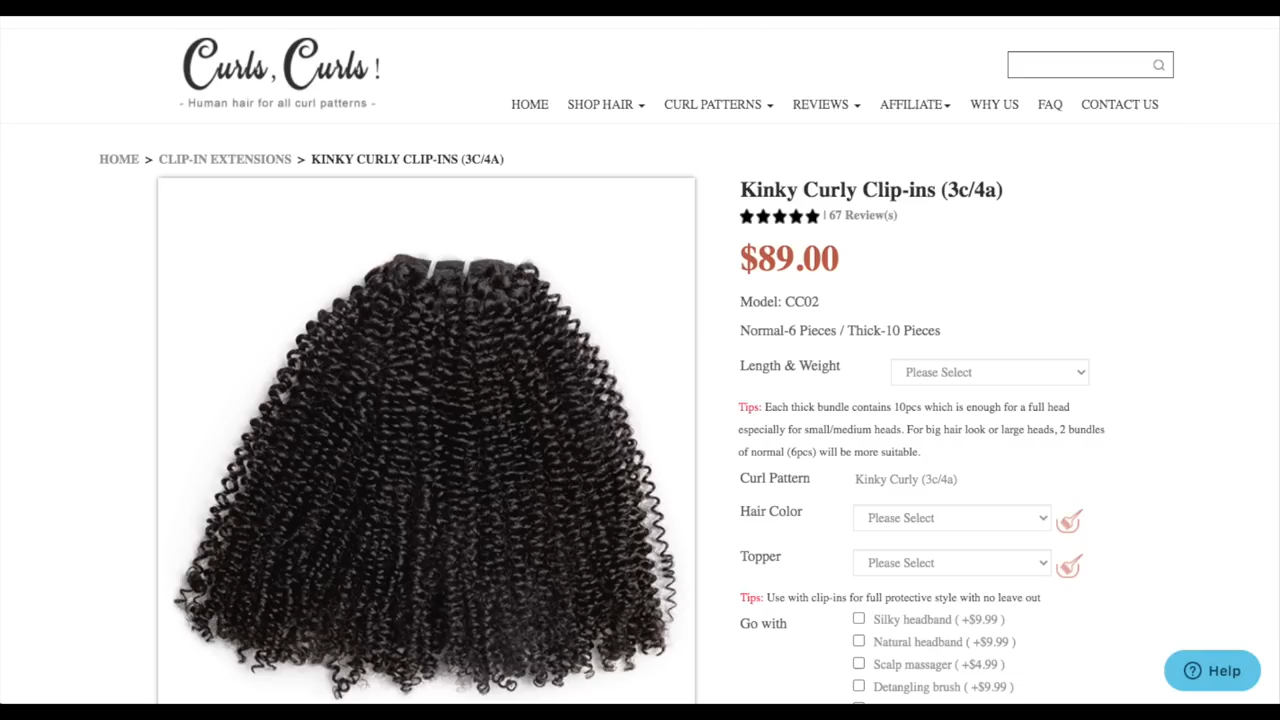 Curls, Curls!
- Human hair for all curl patterns -
HOME SHOP HAIR CURL PATTERNS REVIEWS AFFILIATE WHY US FAQ CONTACT US
HOME > CLIP-IN EXTENSIONS > KINKY CURLY CLIP-INS (3C/4A)
Kinky Curly Clip-ins (3c/4a)
| 67 Review(s)
$89.00
Model: CC02
Normal-6 Pieces / Thick-10 Pieces
Length & Weight Please Select
Tips: Each thick bundle contains 10pcs which is enough for a full head
especially for small/medium heads. For big hair look or large heads, 2 bundles
of normal (6pcs) will be more suitable.
Curl Pattern Kinky Curly (3c/4a)
Hair Color Please Select
Topper Please Select
Tips: Use with clip-ins for full protective style with no leave out
Go with Silky headband ( +$9.99 )
Natural headband ( +$9.99 )
Scalp massager ( +$4.99 )
Detangling brush ( +$9.99 )
Help